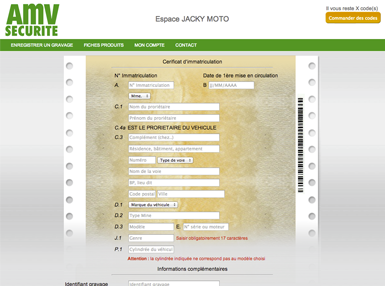 AMV
SECURITE
Espace JACKY MOTO
Il vous reste X code(s)
Commander des codes
ENREGISTRER UN GRAVAGE FICHES PRODUITS MON COMPTE CONTACT
Cerificat d'immatriculation
N° Immatriculation Date de 1ère mise en circulation
A. N° immatriculation B jj/MM/AAAA
Mme.
C.1 Nom du propriétaire
Prénom du propriétaire
C.4a EST LE PROPRIETAIRE DU VEHICULE
C.3 Complément (chez..)
Résidence, bâtiment, appartement
Numéro Type de voie
Nom de la voie
BP, lieu dit
Code postal Ville
D.1 Marque du véhicule
D.2 Type Mine
D.3 Modèle E. N° série ou moteur
J.1 Genre Saisir obligatoirement 17 caractères
P.1 Cylindrée du véhicule
Attention : la cylindrée indiquée ne correspond pas au modèle choisi
Informations complémentaires
Identifiant gravage Identifiant gravage